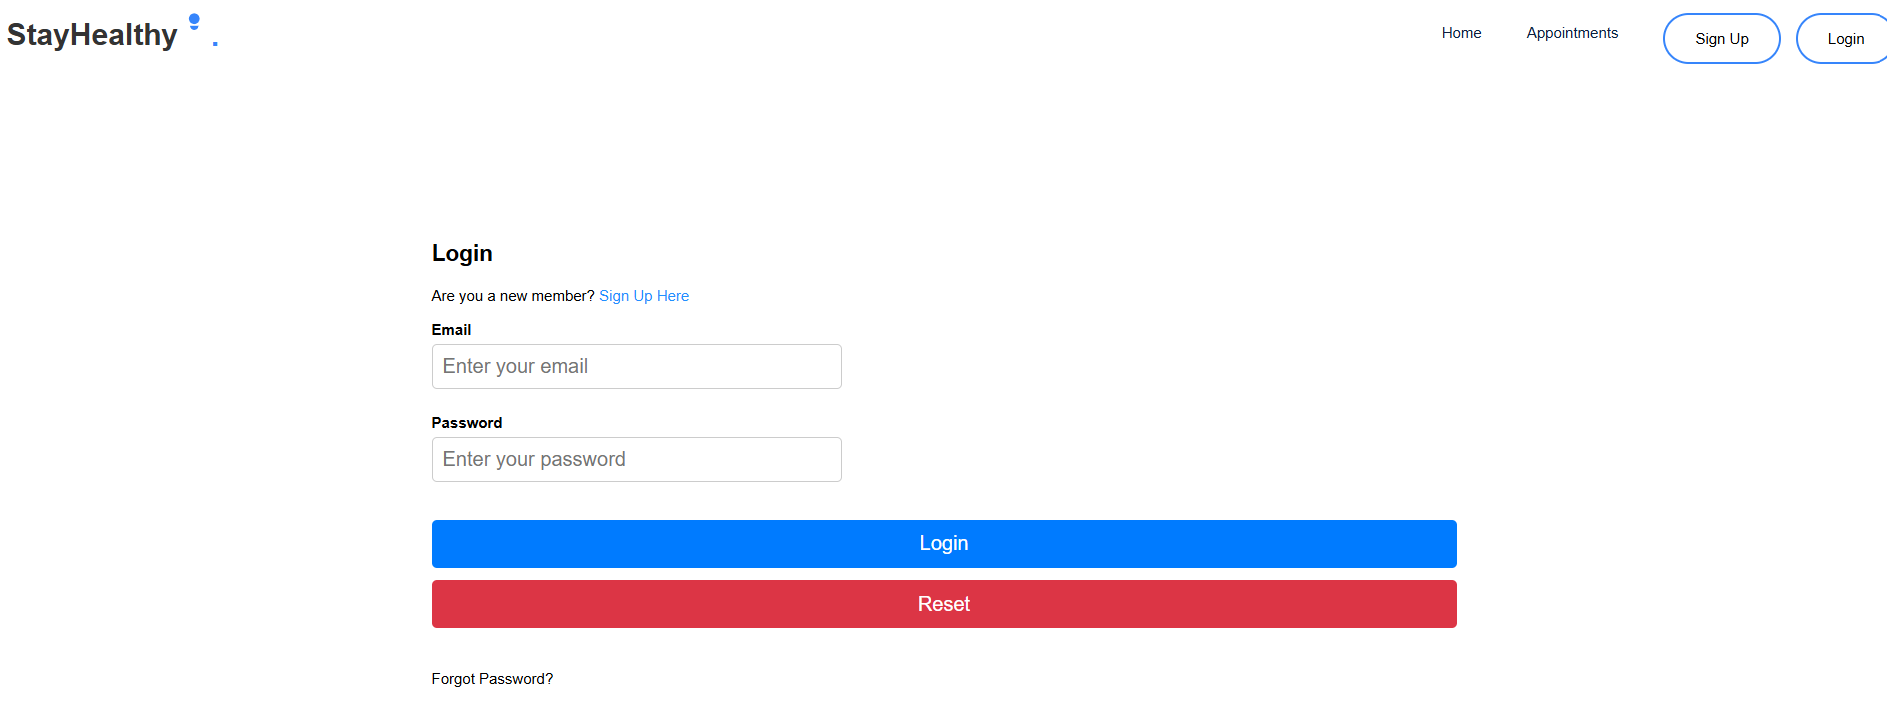 StayHealthy .
Home Appointments Sign Up Login
Login
Are you a new member? Sign Up Here
Email
Enter your email
Password
Enter your password
Login
Reset
Forgot Password?